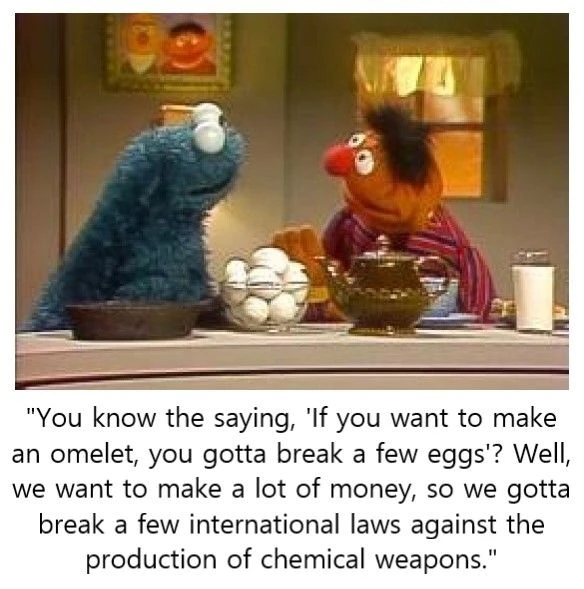 "You know the saying, 'If you want to make
an omelet, you gotta break a few eggs'? Well,
we want to make a lot of money, so we gotta
break a few international laws against the
production of chemical weapons."